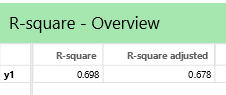 R-square - Overview
R-square R-square adjusted
y1 0.698 0.678